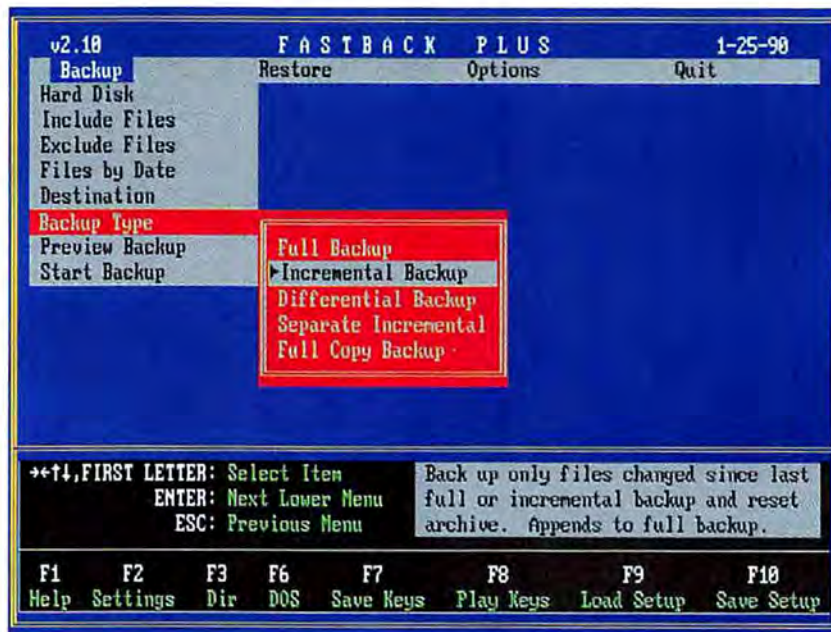 v2.10 FASTBACK PLUS 1-25-90
Backup Restore Options Quit
Hard Disk
Include Files
Exclude Files
Files by Date
Destination
Backup Type
Preview Backup
Start Backup
Full Backup
►Incremental Backup
Differential Backup
Separate Incremental
Full Copy Backup
→←↑↓,FIRST LETTER: Select Item
ENTER: Next Lower Menu
ESC: Previous Menu
Back up only files changed since last
full or incremental backup and reset
archive. Appends to full backup.
F1 F2 F3 F6 F7 F8 F9 F10
Help Settings Dir DOS Save Keys Play Keys Load Setup Save Setup